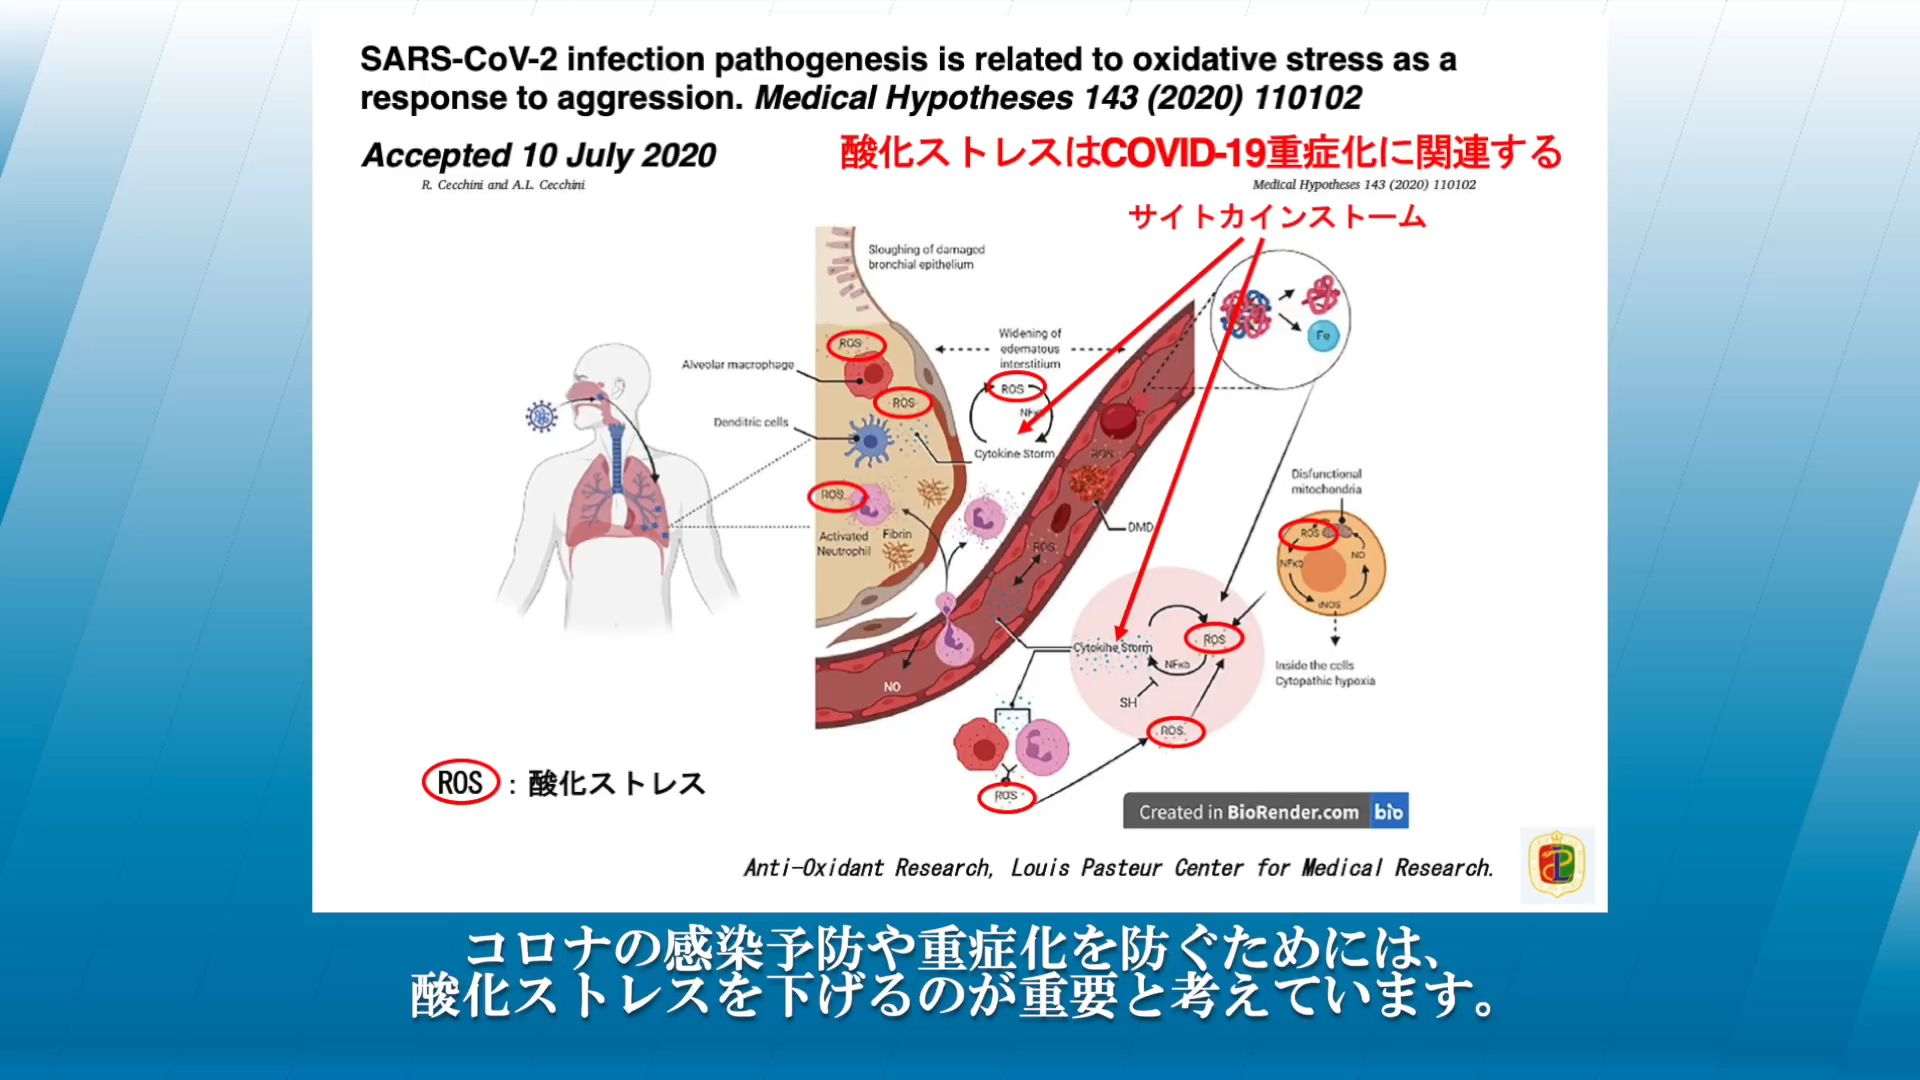 SARS-CoV-2 infection pathogenesis is related to oxidative stress as a
response to aggression. Medical Hypotheses 143 (2020) 110102
Accepted 10 July 2020
酸化ストレスはCOVID-19重症化に関連する
R. Cecchini and A.L. Cecchini
Medical Hypotheses 143 (2020) 110102
サイトカインストーム
Sloughing of damaged
bronchial epithelium
Widening of
edematous
interstitium
Fe
ROS
Alveolar macrophage
ROS
ROS
NFκb
Dendritic cells
Cytokine Storm
ROS
Disfunctional
mitochondria
ROS
Activated
Neutrophil
Fibrin
DMD
ROS
ROS
NO
NFκb
iNOS
Cytokine Storm
ROS
NFκb
SH
Inside the cells
Cytopathic hypoxia
NO
ROS
ROS
ROS : 酸化ストレス
Created in BioRender.com bio
Anti-Oxidant Research, Louis Pasteur Center for Medical Research.
コロナの感染予防や重症化を防ぐためには、
酸化ストレスを下げるのが重要と考えています。